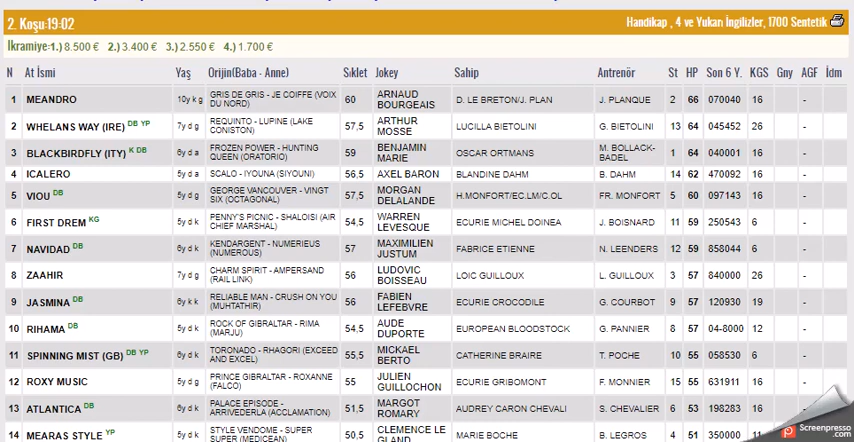 2. Koşu:19-02 Handikap , 4 ve Yukarı İngilizler, 1700 Sentetik
İkramiye:1.) 8.500 € 2.) 3.400 € 3.) 2.550 € 4.) 1.700 €
N At İsmi Yaş Orijin(Baba - Anne) Sıklet Jokey Sahip Antrenör St HP Son 6 Y. KGS Gny AGF İdm
1 MEANDRO 10y k g GRIS DE GRIS - JE COIFFE (VOIX DU NORD) 60 ARNAUD BOURGEAIS D. LE BRETON/J. PLAN J. PLANQUE 2 66 070040 16 -
2 WHELANS WAY (IRE) DB YP 7y d g REQUINTO - LUPINE (LAKE CONISTON) 57,5 ARTHUR MOSSE LUCILLA BIETOLINI G. BIETOLINI 13 64 045452 26 -
3 BLACKBIRDFLY (ITY) K DB 6y d a FROZEN POWER - HUNTING QUEEN (ORATORIO) 59 BENJAMIN MARIE OSCAR ORTMANS M. BOLLACK-BADEL 1 64 040001 16 -
4 ICALERO 5y d a SCALO - IYOUNA (SIYOUNI) 56,5 AXEL BARON BLANDINE DAHM B. DAHM 14 62 470092 16 -
5 VIOU DB 5y d g GEORGE VANCOUVER - VINGT SIX (OCTAGONAL) 57,5 MORGAN DELALANDE H.MONFORT/EC.LM/C.OL FR. MONFORT 5 60 097143 16 -
6 FIRST DREM KG 5y d k PENNY'S PICNIC - SHALOISI (AIR CHIEF MARSHAL) 54,5 WARREN LEVESQUE ECURIE MICHEL DOINEA J. BOISNARD 11 59 250543 6 -
7 NAVIDAD DB 6y d k KENDARGENT - NUMERIEUS (NUMEROUS) 57 MAXIMILIEN JUSTUM FABRICE ETIENNE N. LEENDERS 12 59 858044 6 -
8 ZAAHIR 7y d g CHARM SPIRIT - AMPERSAND (RAIL LINK) 56 LUDOVIC BOISSEAU LOIC GUILLOUX L. GUILLOUX 3 57 840000 26 -
9 JASMINA DB 6y k k RELIABLE MAN - CRUSH ON YOU (MUHTATHIR) 56 FABIEN LEFEBVRE ECURIE CROCODILE G. COURBOT 9 57 120930 19 -
10 RIHAMA DB 5y d k ROCK OF GIBRALTAR - RIMA (MARJU) 54,5 AUDE DUPORTE EUROPEAN BLOODSTOCK G. PANNIER 8 57 04-8000 12 -
11 SPINNING MIST (GB) DB YP 6y d k TORONADO - RHAGORI (EXCEED AND EXCEL) 55,5 MICKAEL BERTO CATHERINE BRAIRE T. POCHE 10 55 058530 6 -
12 ROXY MUSIC 5y d g PRINCE GIBRALTAR - ROXANNE (FALCO) 55 JULIEN GUILLOCHON ECURIE GRIBOMONT F. MONNIER 15 55 631911 16 -
13 ATLANTICA DB 6y d k PALACE EPISODE - ARRIVEDERLA (ACCLAMATION) 51,5 MARGOT ROMARY AUDREY CARON CHEVALI S. CHEVALIER 6 53 198283 16 -
14 MEARAS STYLE YP 5y d k STYLE VENDOME - SUPER SUPER (MEDICEAN) 50,5 CLEMENCE LE GLAND MARIE BOCHE B. LEGROS 4 51 350000
Screenpresso
.com